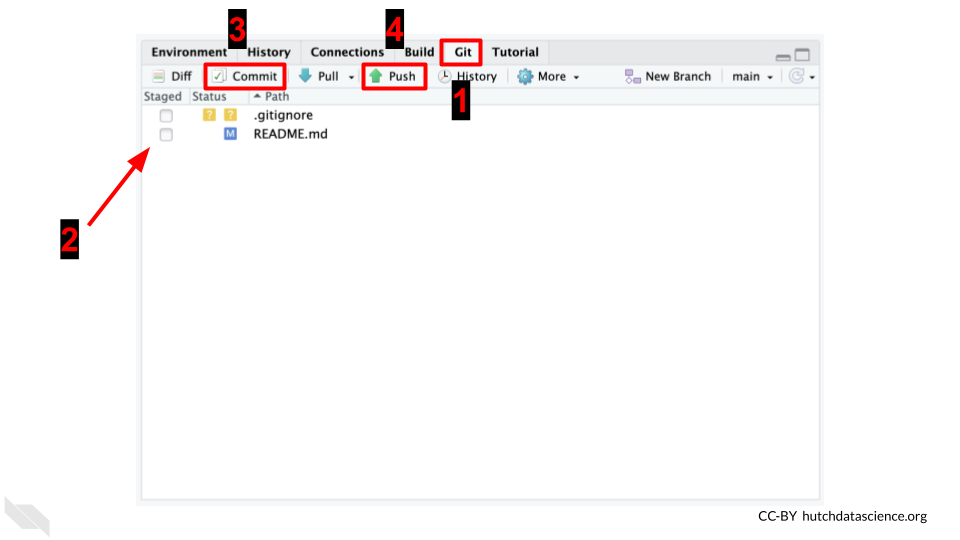 3 4
Environment History Connections Build Git Tutorial
Diff Commit Pull Push History More New Branch main
1
Staged Status Path
? ? .gitignore
M README.md
2
CC-BY hutchdatascience.org